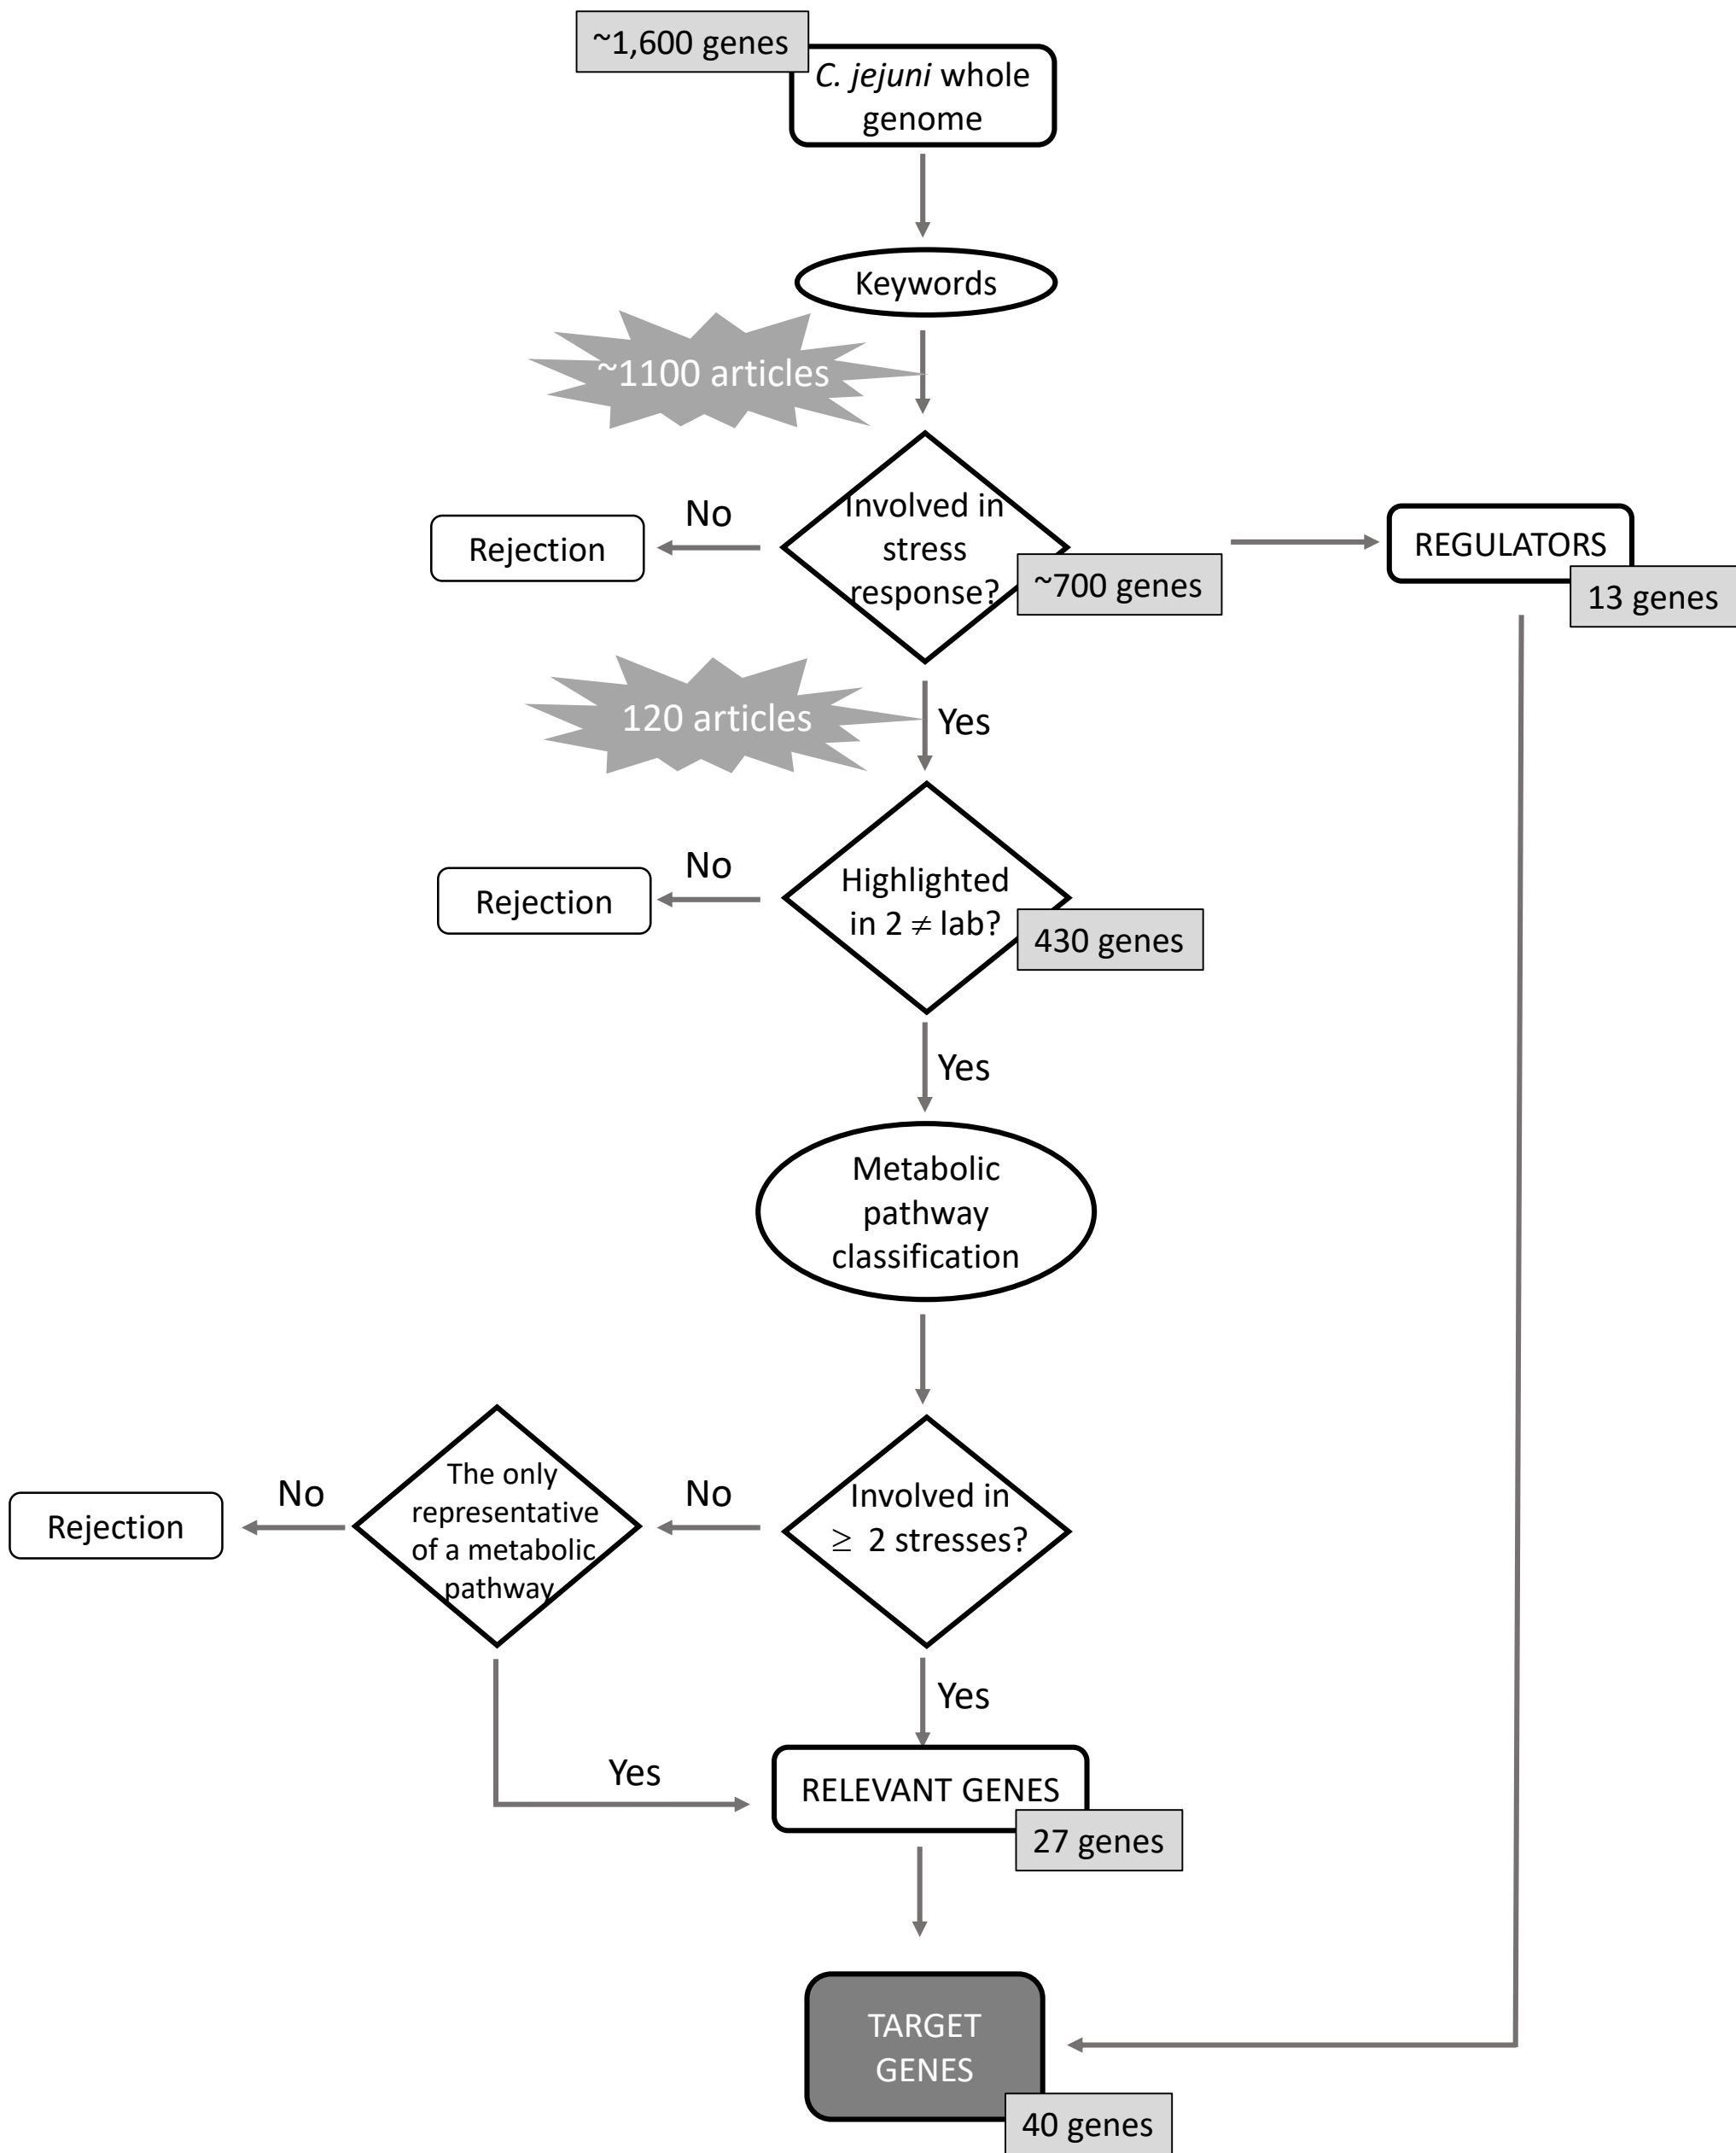 ~1,600 genes
C. jejuni whole
genome
Keywords
~1100 articles
Involved in
stress
response?
~700 genes
No
Rejection
REGULATORS
13 genes
120 articles
Yes
Highlighted
in 2 ≠ lab?
430 genes
No
Rejection
Yes
Metabolic
pathway
classification
Involved in
≥ 2 stresses?
No
The only
representative
of a metabolic
pathway
No
Rejection
Yes
Yes
RELEVANT GENES
27 genes
TARGET
GENES
40 genes